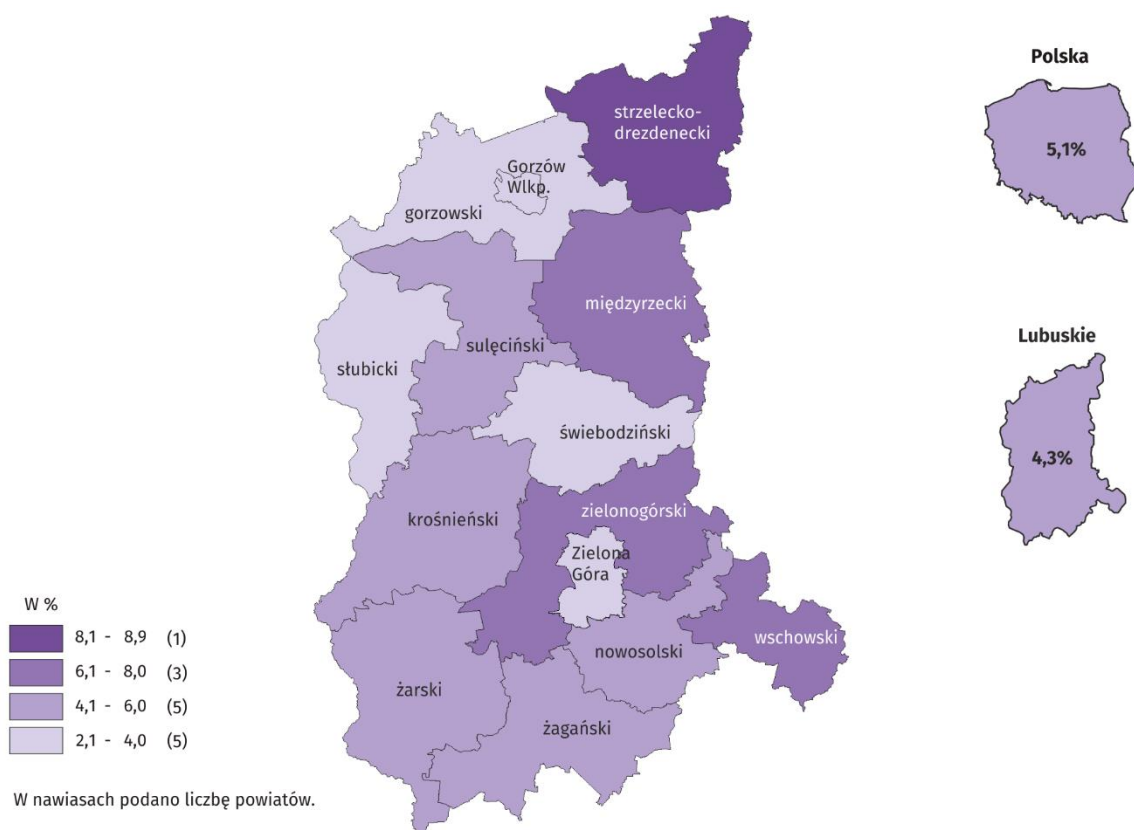 strzelecko-
drezdenecki
Gorzów
Wlkp.
gorzowski
międzyrzecki
sulęciński
słubicki
świebodziński
krośnieński
zielonogórski
Zielona
Góra
wschowski
nowosolski
żarski
żagański
Polska
5,1%
Lubuskie
4,3%
W %
8,1 - 8,9 (1)
6,1 - 8,0 (3)
4,1 - 6,0 (5)
2,1 - 4,0 (5)
W nawiasach podano liczbę powiatów.